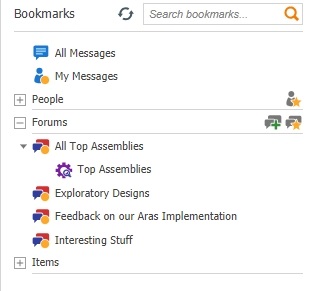 Bookmarks
Search bookmarks...
All Messages
My Messages
People
Forums
All Top Assemblies
Top Assemblies
Exploratory Designs
Feedback on our Aras Implementation
Interesting Stuff
Items